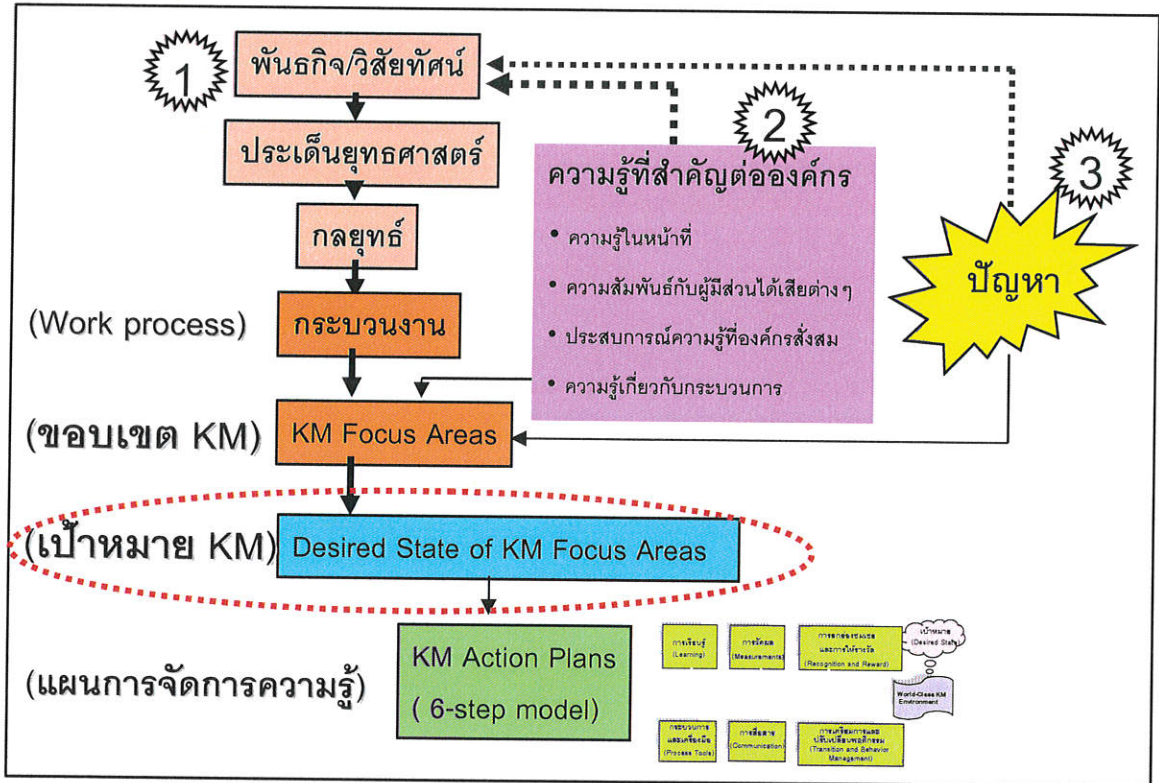 1
พันธกิจ/วิสัยทัศน์
ประเด็นยุทธศาสตร์
กลยุทธ์
2
ความรู้ที่สำคัญต่อองค์กร
• ความรู้ในหน้าที่
• ความสัมพันธ์กับผู้มีส่วนได้เสียต่างๆ
• ประสบการณ์ความรู้ที่องค์กรสั่งสม
• ความรู้เกี่ยวกับกระบวนการ
3
ปัญหา
(Work process)
กระบวนงาน
(ขอบเขต KM)
KM Focus Areas
(เป้าหมาย KM)
Desired State of KM Focus Areas
(แผนการจัดการความรู้)
KM Action Plans
( 6-step model)
การเรียนรู้
(Learning)
การวัดผล
(Measurements)
การยกย่องชมเชย
และการให้รางวัล
(Recognition and Reward)
เป้าหมาย
(Desired State)
World-Class KM
Environment
กระบวนการ
และเครื่องมือ
(Process Tools)
การสื่อสาร
(Communication)
การเตรียมการและ
ปรับเปลี่ยนพฤติกรรม
(Transition and Behavior
Management)